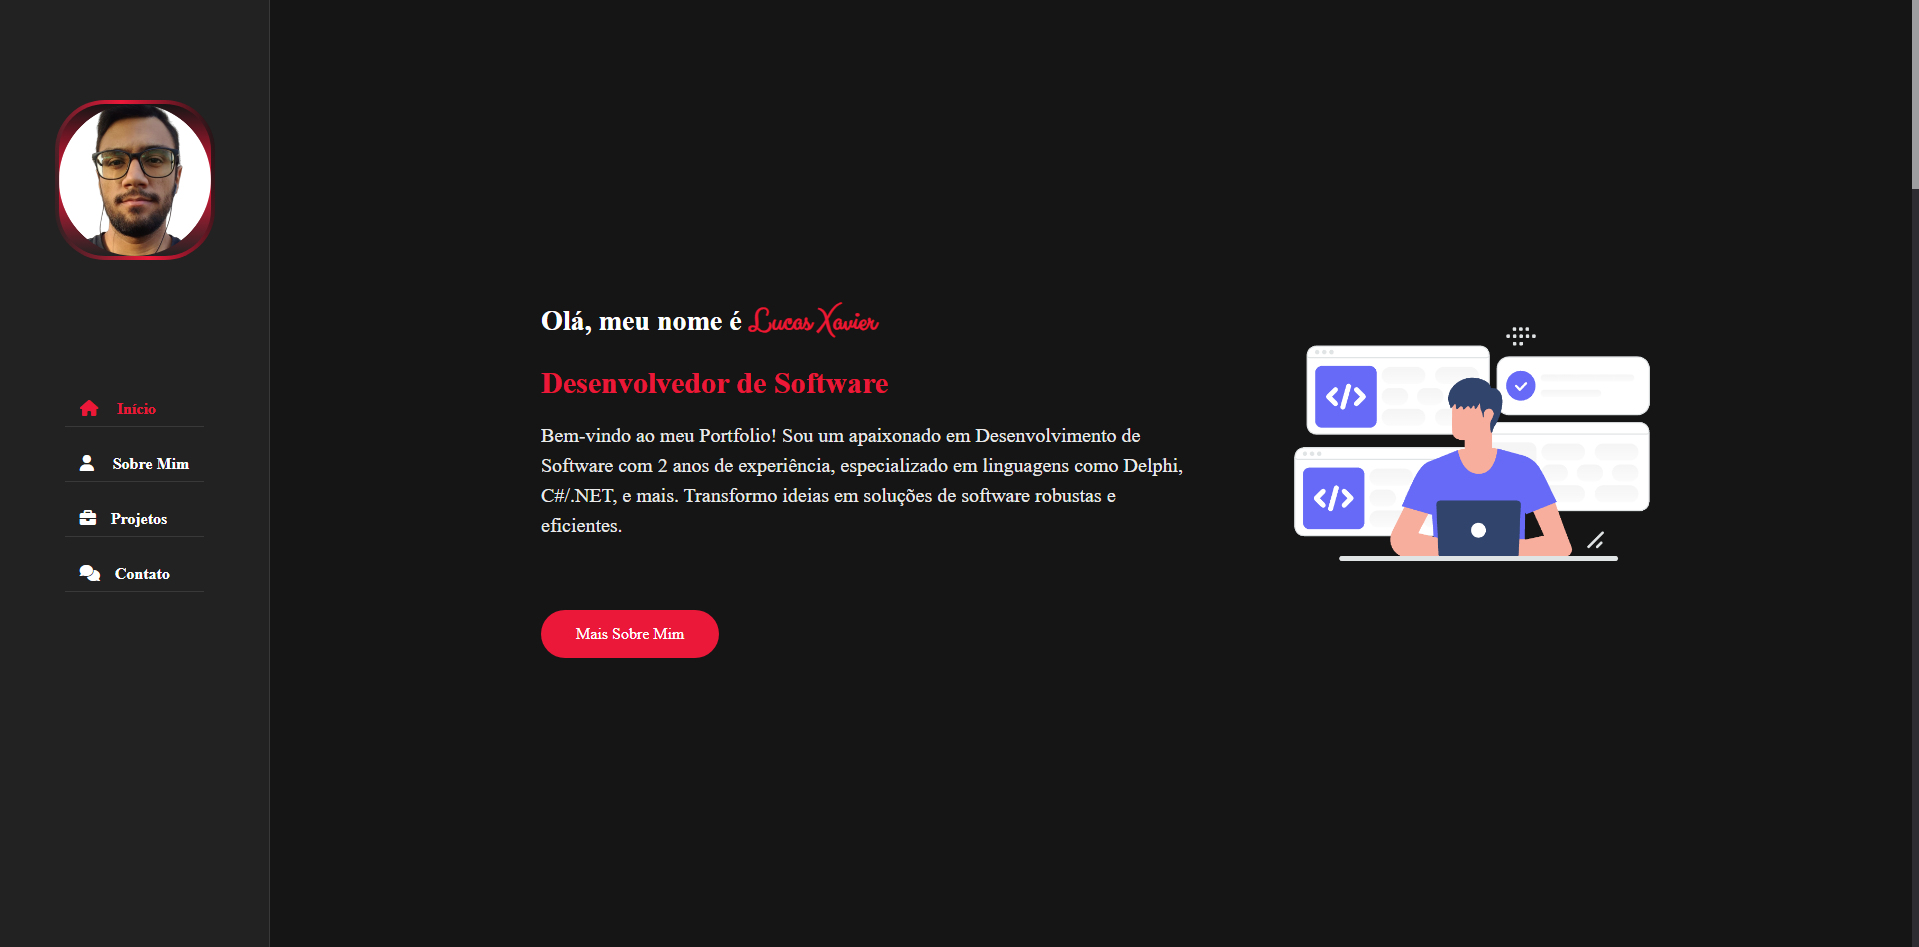 Início
Sobre Mim
Projetos
Contato
Olá, meu nome é Lucas Xavier
Desenvolvedor de Software
Bem-vindo ao meu Portfolio! Sou um apaixonado em Desenvolvimento de
Software com 2 anos de experiência, especializado em linguagens como Delphi,
C#/.NET, e mais. Transformo ideias em soluções de software robustas e
eficientes.
Mais Sobre Mim